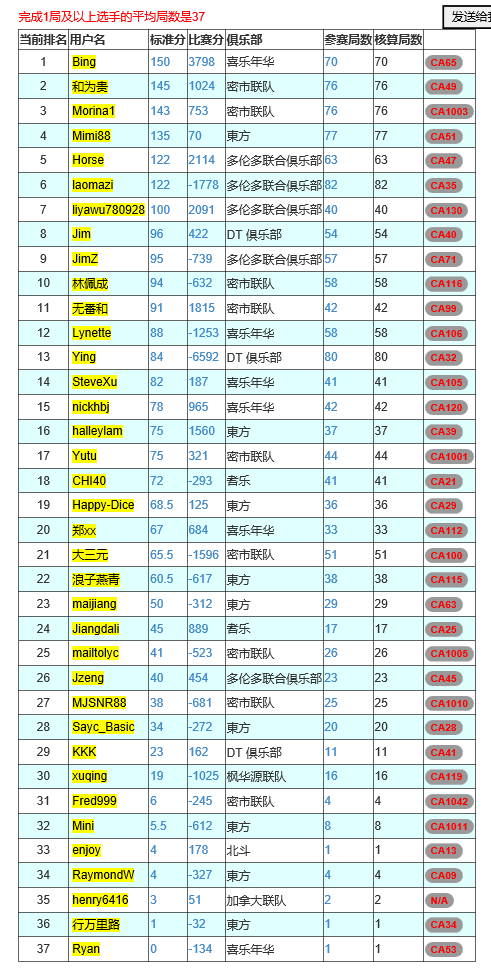 完成1局及以上选手的平均局数是37
发送给
当前排名 用户名 标准分 比赛分 俱乐部 参赛局数 核算局数
1 Bing 150 3798 喜乐年华 70 70 CA65
2 和为贵 145 1024 密市联队 76 76 CA49
3 Morina1 143 753 密市联队 76 76 CA1003
4 Mimi88 135 70 東方 77 77 CA51
5 Horse 122 2114 多伦多联合俱乐部 63 63 CA47
6 laomazi 122 -1778 多伦多联合俱乐部 82 82 CA35
7 liyawu780928 100 2091 多伦多联合俱乐部 40 40 CA130
8 Jim 96 422 DT 俱乐部 54 54 CA40
9 JimZ 95 -739 多伦多联合俱乐部 57 57 CA71
10 林佩成 94 -632 密市联队 58 58 CA116
11 无番和 91 1815 密市联队 42 42 CA99
12 Lynette 88 -1253 喜乐年华 58 58 CA106
13 Ying 84 -6592 DT 俱乐部 80 80 CA32
14 SteveXu 82 187 喜乐年华 41 41 CA105
15 nickhbj 78 965 喜乐年华 42 42 CA120
16 halleylam 75 1560 東方 37 37 CA39
17 Yutu 75 321 密市联队 44 44 CA1001
18 CHI40 72 -293 耆乐 41 41 CA21
19 Happy-Dice 68.5 125 東方 36 36 CA29
20 郑xx 67 684 喜乐年华 33 33 CA112
21 大三元 65.5 -1596 密市联队 51 51 CA100
22 浪子燕青 60.5 -617 東方 38 38 CA115
23 maijiang 50 -312 東方 29 29 CA63
24 Jiangdali 45 889 耆乐 17 17 CA25
25 mailtolyc 41 -523 密市联队 26 26 CA1005
26 Jzeng 40 454 多伦多联合俱乐部 23 23 CA45
27 MJSNR88 38 -681 密市联队 25 25 CA1010
28 Sayc_Basic 34 -272 東方 20 20 CA28
29 KKK 23 162 DT 俱乐部 11 11 CA41
30 xuqing 19 -1025 枫华源联队 16 16 CA119
31 Fred999 6 -245 密市联队 4 4 CA1042
32 Mini 5.5 -612 東方 8 8 CA1011
33 enjoy 4 178 北斗 1 1 CA13
34 RaymondW 4 -327 東方 4 4 CA09
35 henry6416 3 51 加拿大联队 2 2 N/A
36 行万里路 1 -32 東方 1 1 CA34
37 Ryan 0 -134 喜乐年华 1 1 CA53